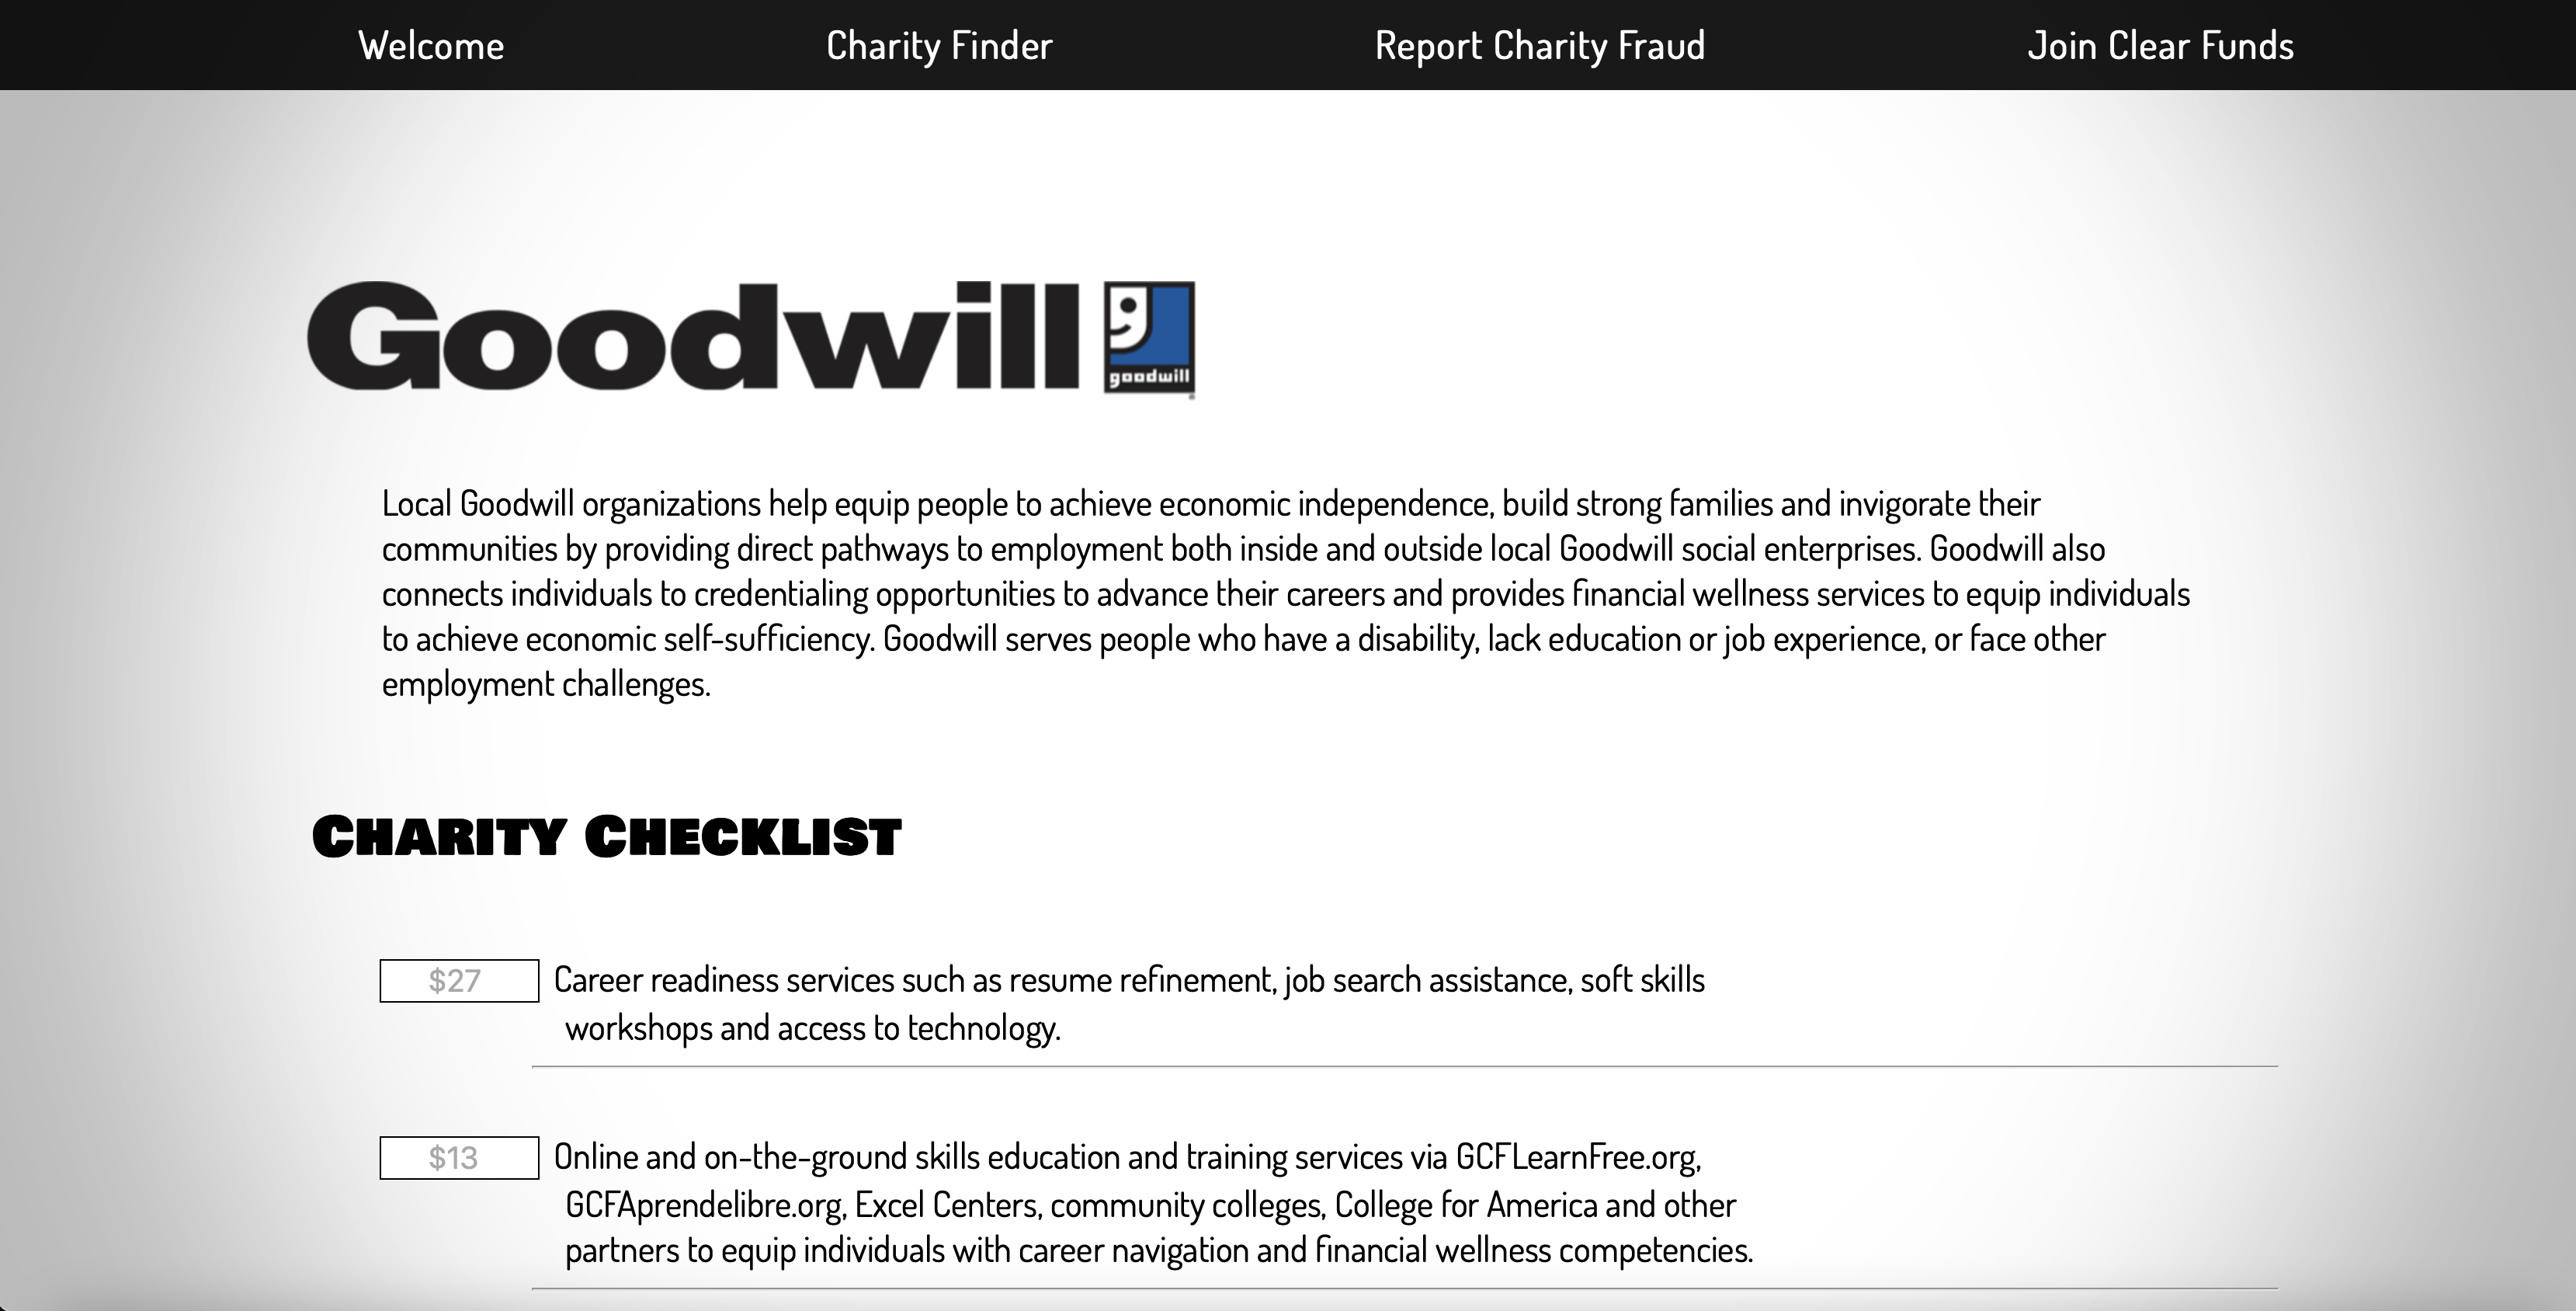 Welcome Charity Finder Report Charity Fraud Join Clear Funds
Goodwill goodwill
Local Goodwill organizations help equip people to achieve economic independence, build strong families and invigorate their
communities by providing direct pathways to employment both inside and outside local Goodwill social enterprises. Goodwill also
connects individuals to credentialing opportunities to advance their careers and provides financial wellness services to equip individuals
to achieve economic self-sufficiency. Goodwill serves people who have a disability, lack education or job experience, or face other
employment challenges.
Charity Checklist
$27 Career readiness services such as resume refinement, job search assistance, soft skills
workshops and access to technology.
$13 Online and on-the-ground skills education and training services via GCFLearnFree.org,
GCFAprendelibre.org, Excel Centers, community colleges, College for America and other
partners to equip individuals with career navigation and financial wellness competencies.